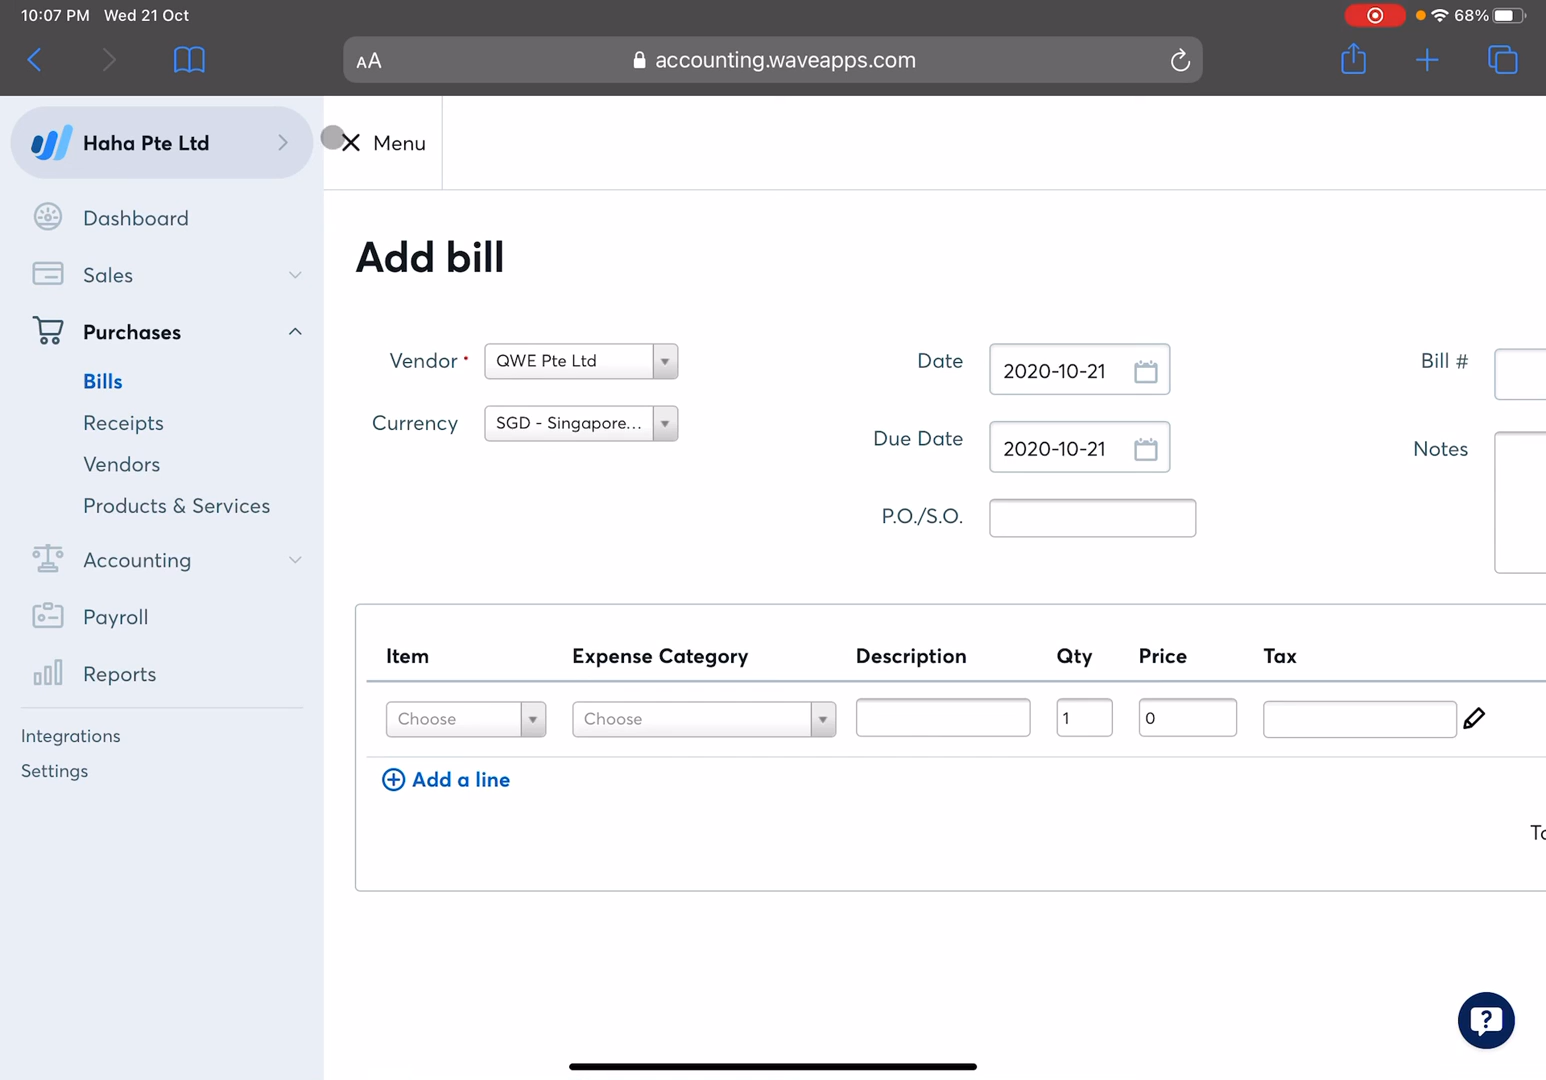 10:07 PM Wed 21 Oct
68%
AA
accounting.waveapps.com
Haha Pte Ltd
Menu
Dashboard
Sales
Purchases
Bills
Receipts
Vendors
Products & Services
Accounting
Payroll
Reports
Integrations
Settings
Add bill
Vendor • QWE Pte Ltd
Currency SGD - Singapore...
Date 2020-10-21
Due Date 2020-10-21
P.O./S.O.
Bill #
Notes
Item Expense Category Description Qty Price Tax
Choose Choose 1 0
Add a line